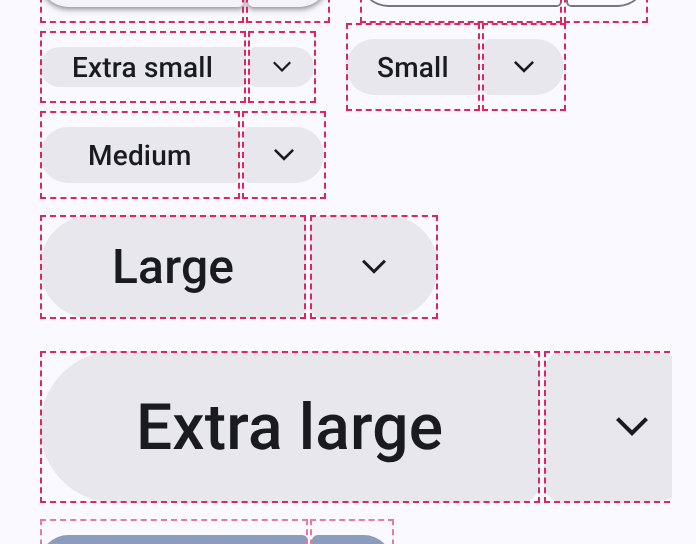 Extra small
Small
Medium
Large
Extra large